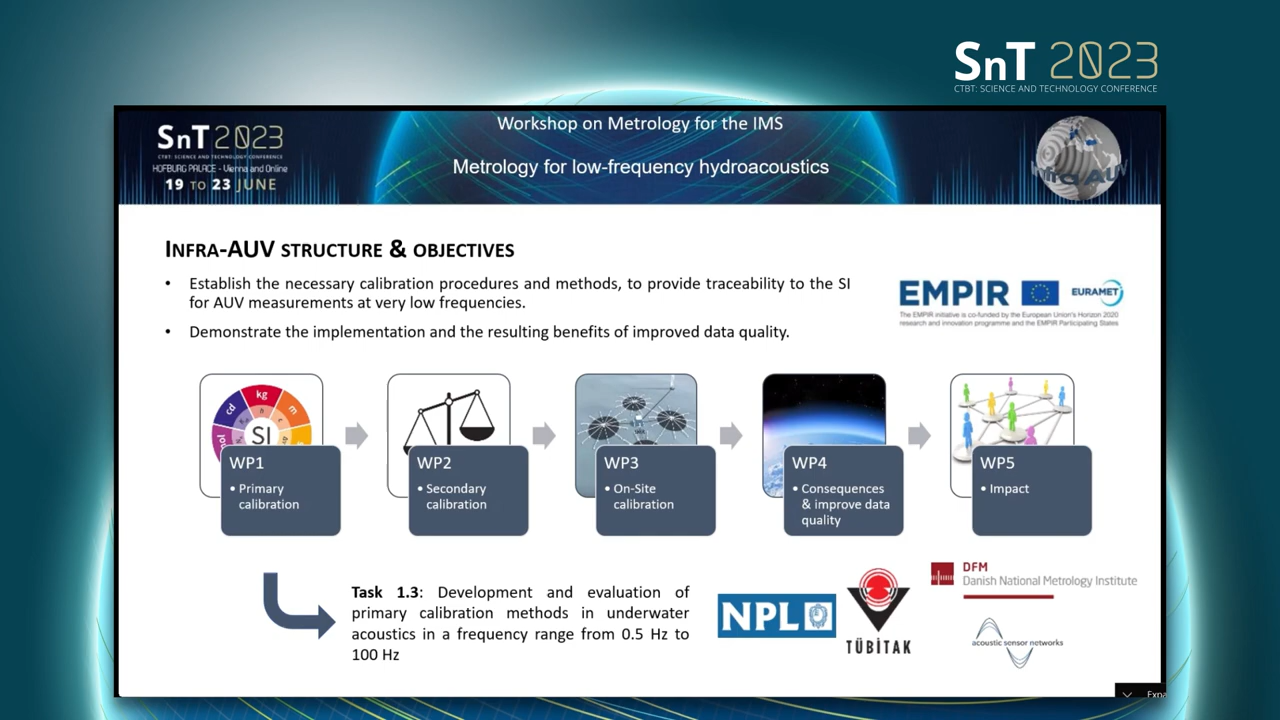 SnT 2023
CTBT: SCIENCE AND TECHNOLOGY CONFERENCE
Workshop on Metrology for the IMS
Metrology for low-frequency hydroacoustics
SnT 2023
CTBT: SCIENCE AND TECHNOLOGY CONFERENCE
HOFBURG PALACE - Vienna and Online
19 TO 23 JUNE
Infra-AUV
INFRA-AUV STRUCTURE & OBJECTIVES
• Establish the necessary calibration procedures and methods, to provide traceability to the SI
for AUV measurements at very low frequencies.
• Demonstrate the implementation and the resulting benefits of improved data quality.
EMPIR
EURAMET
The EMPIR initiative is co-funded by the European Union's Horizon 2020
research and innovation programme and the EMPIR Participating States
kg
cd
m
mol
SI
WP1
• Primary
calibration
WP2
• Secondary
calibration
WP3
• On-Site
calibration
WP4
• Consequences
& improve data
quality
WP5
• Impact
Task 1.3: Development and evaluation of
primary calibration methods in underwater
acoustics in a frequency range from 0.5 Hz to
100 Hz
NPL
TÜBİTAK
DFM
Danish National Metrology Institute
acoustic sensor networks
Expa